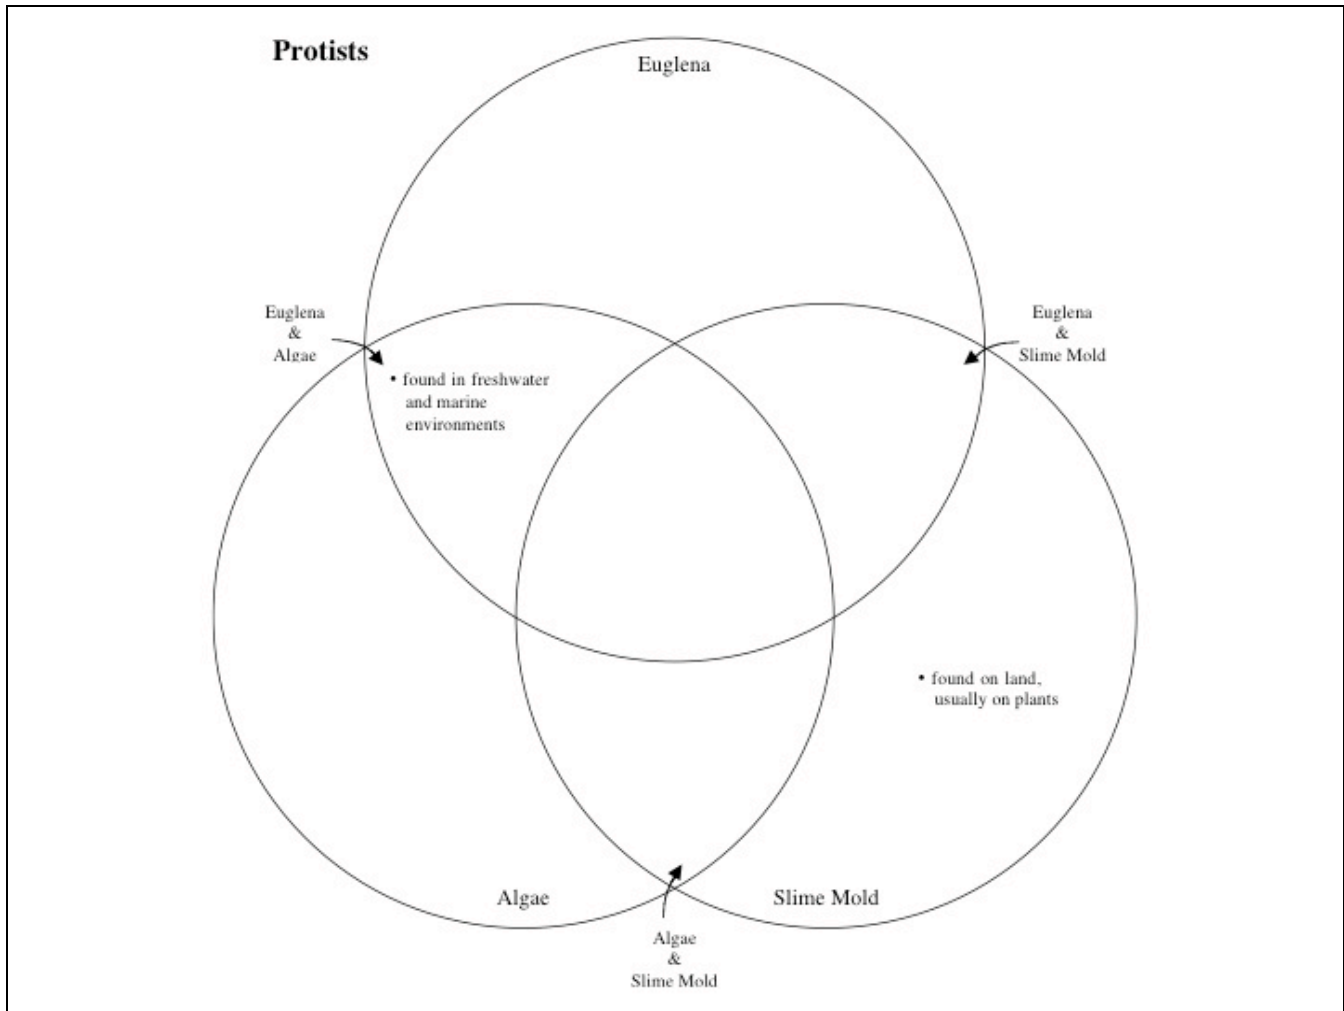 Protists
Euglena
Euglena
&
Algae
Euglena
&
Slime Mold
• found in freshwater
and marine
environments
• found on land,
usually on plants
Algae
Slime Mold
Algae
&
Slime Mold